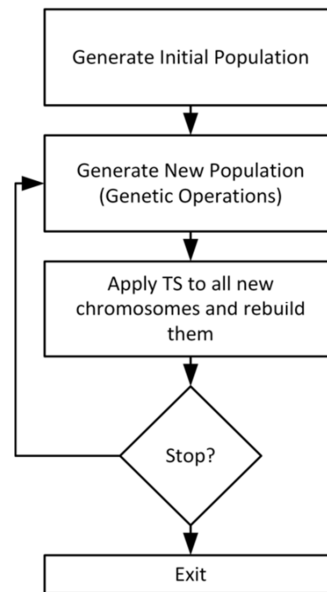 Generate Initial Population
Generate New Population
(Genetic Operations)
Apply TS to all new
chromosomes and rebuild
them
Stop?
Exit